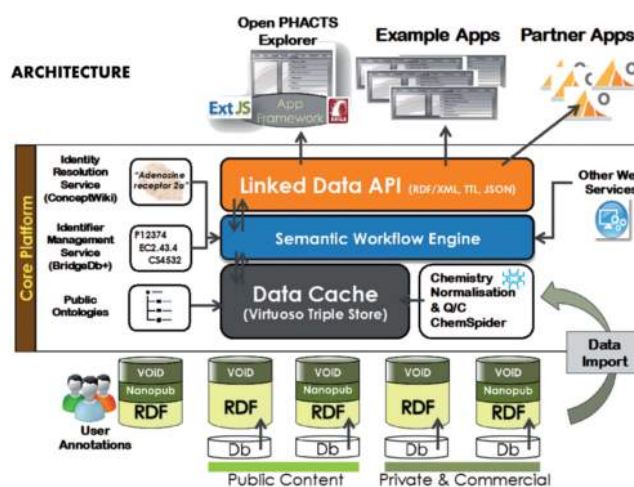 Open PHACTS
Explorer
Example Apps
Partner Apps
ARCHITECTURE
Ext JS
App
Framework
Core Platform
Identity
Resolution
Service
(ConceptWiki)
"Adenosine
receptor 2a"
Linked Data API (RDF/XML, TTL, JSON)
Other We
Services
Identifier
Management
Service
(BridgeDb+)
P12374
EC2.43.4
CS4532
Semantic Workflow Engine
Public
Ontologies
Data Cache
(Virtuoso Triple Store)
Chemistry
Normalisation
& Q/C
ChemSpider
Data
Import
User
Annotations
VOID
Nanopub
RDF
VOID
RDF
Db
VOID
Nanopub
RDF
Db
VOID
RDF
Db
VOID
Nanopub
RDF
Db
Public Content
Private & Commercial